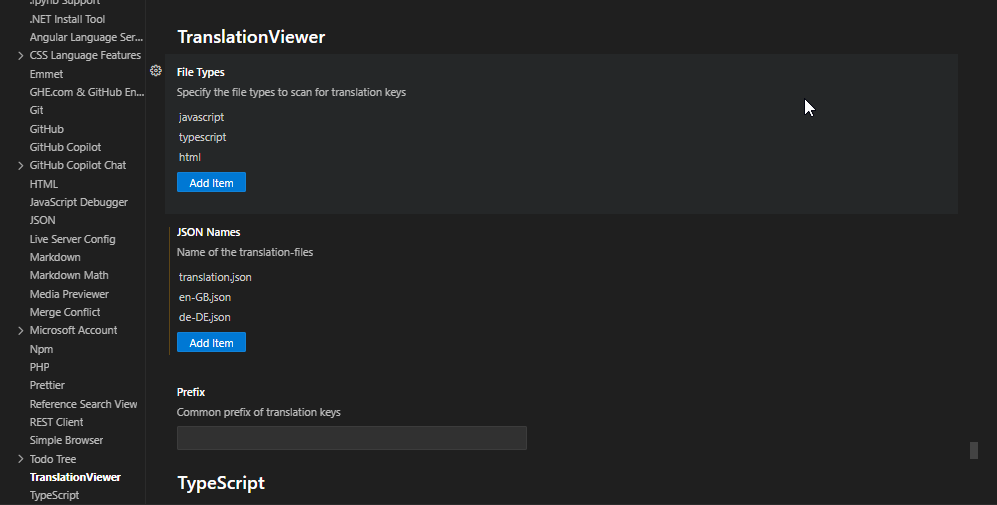 .ipynb Support
.NET Install Tool
Angular Language Ser...
CSS Language Features
Emmet
GHE.com & GitHub En...
Git
GitHub
GitHub Copilot
GitHub Copilot Chat
HTML
JavaScript Debugger
JSON
Live Server Config
Markdown
Markdown Math
Media Previewer
Merge Conflict
Microsoft Account
Npm
PHP
Prettier
Reference Search View
REST Client
Simple Browser
Todo Tree
TranslationViewer
TypeScript
TranslationViewer
File Types
Specify the file types to scan for translation keys
javascript
typescript
html
Add Item
JSON Names
Name of the translation-files
translation.json
en-GB.json
de-DE.json
Add Item
Prefix
Common prefix of translation keys
TypeScript